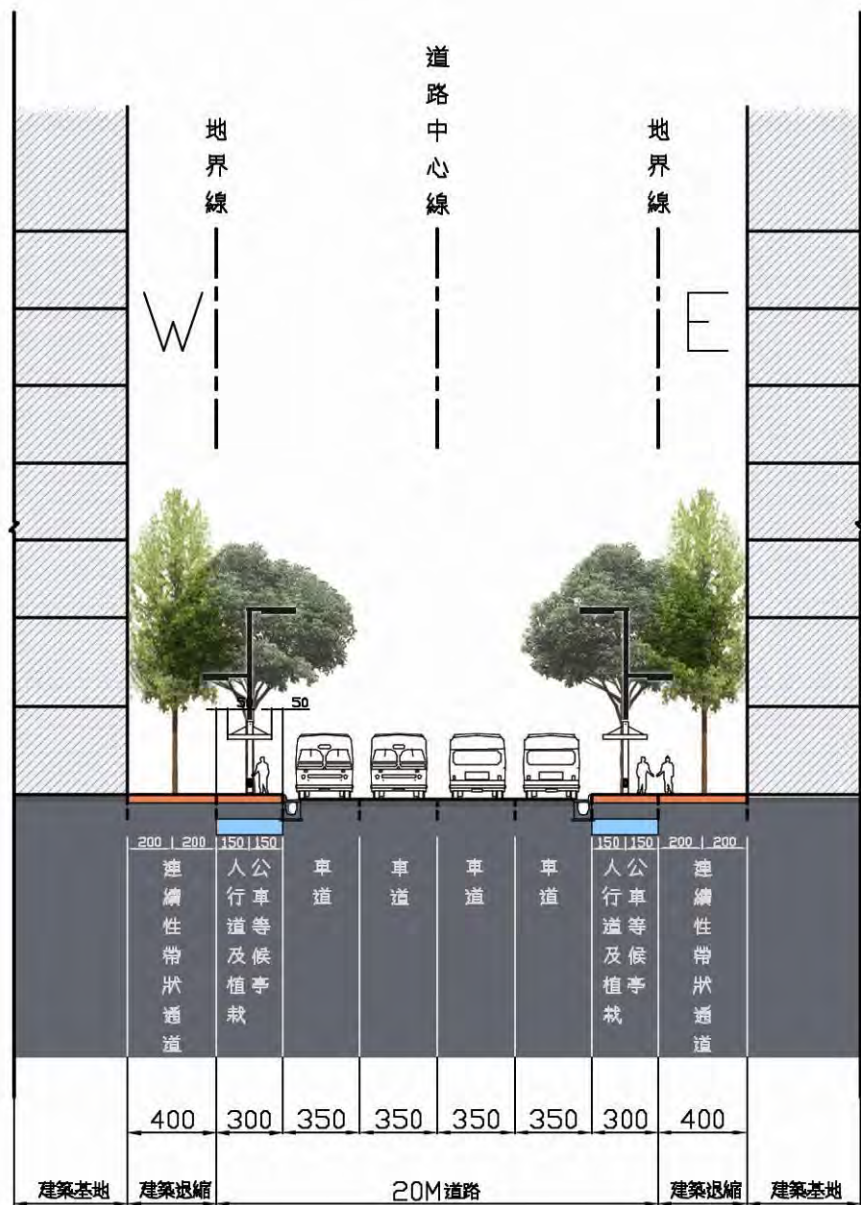 道路中心線
地界線
地界線
W
E
50
50
200 | 200
150 | 150
150 | 150
200 | 200
連續性帶狀通道
公車等候亭
人行道及植栽
車道
車道
車道
車道
公車等候亭
人行道及植栽
連續性帶狀通道
400
300
350
350
350
350
300
400
建築基地
建築退縮
20M道路
建築退縮
建築基地